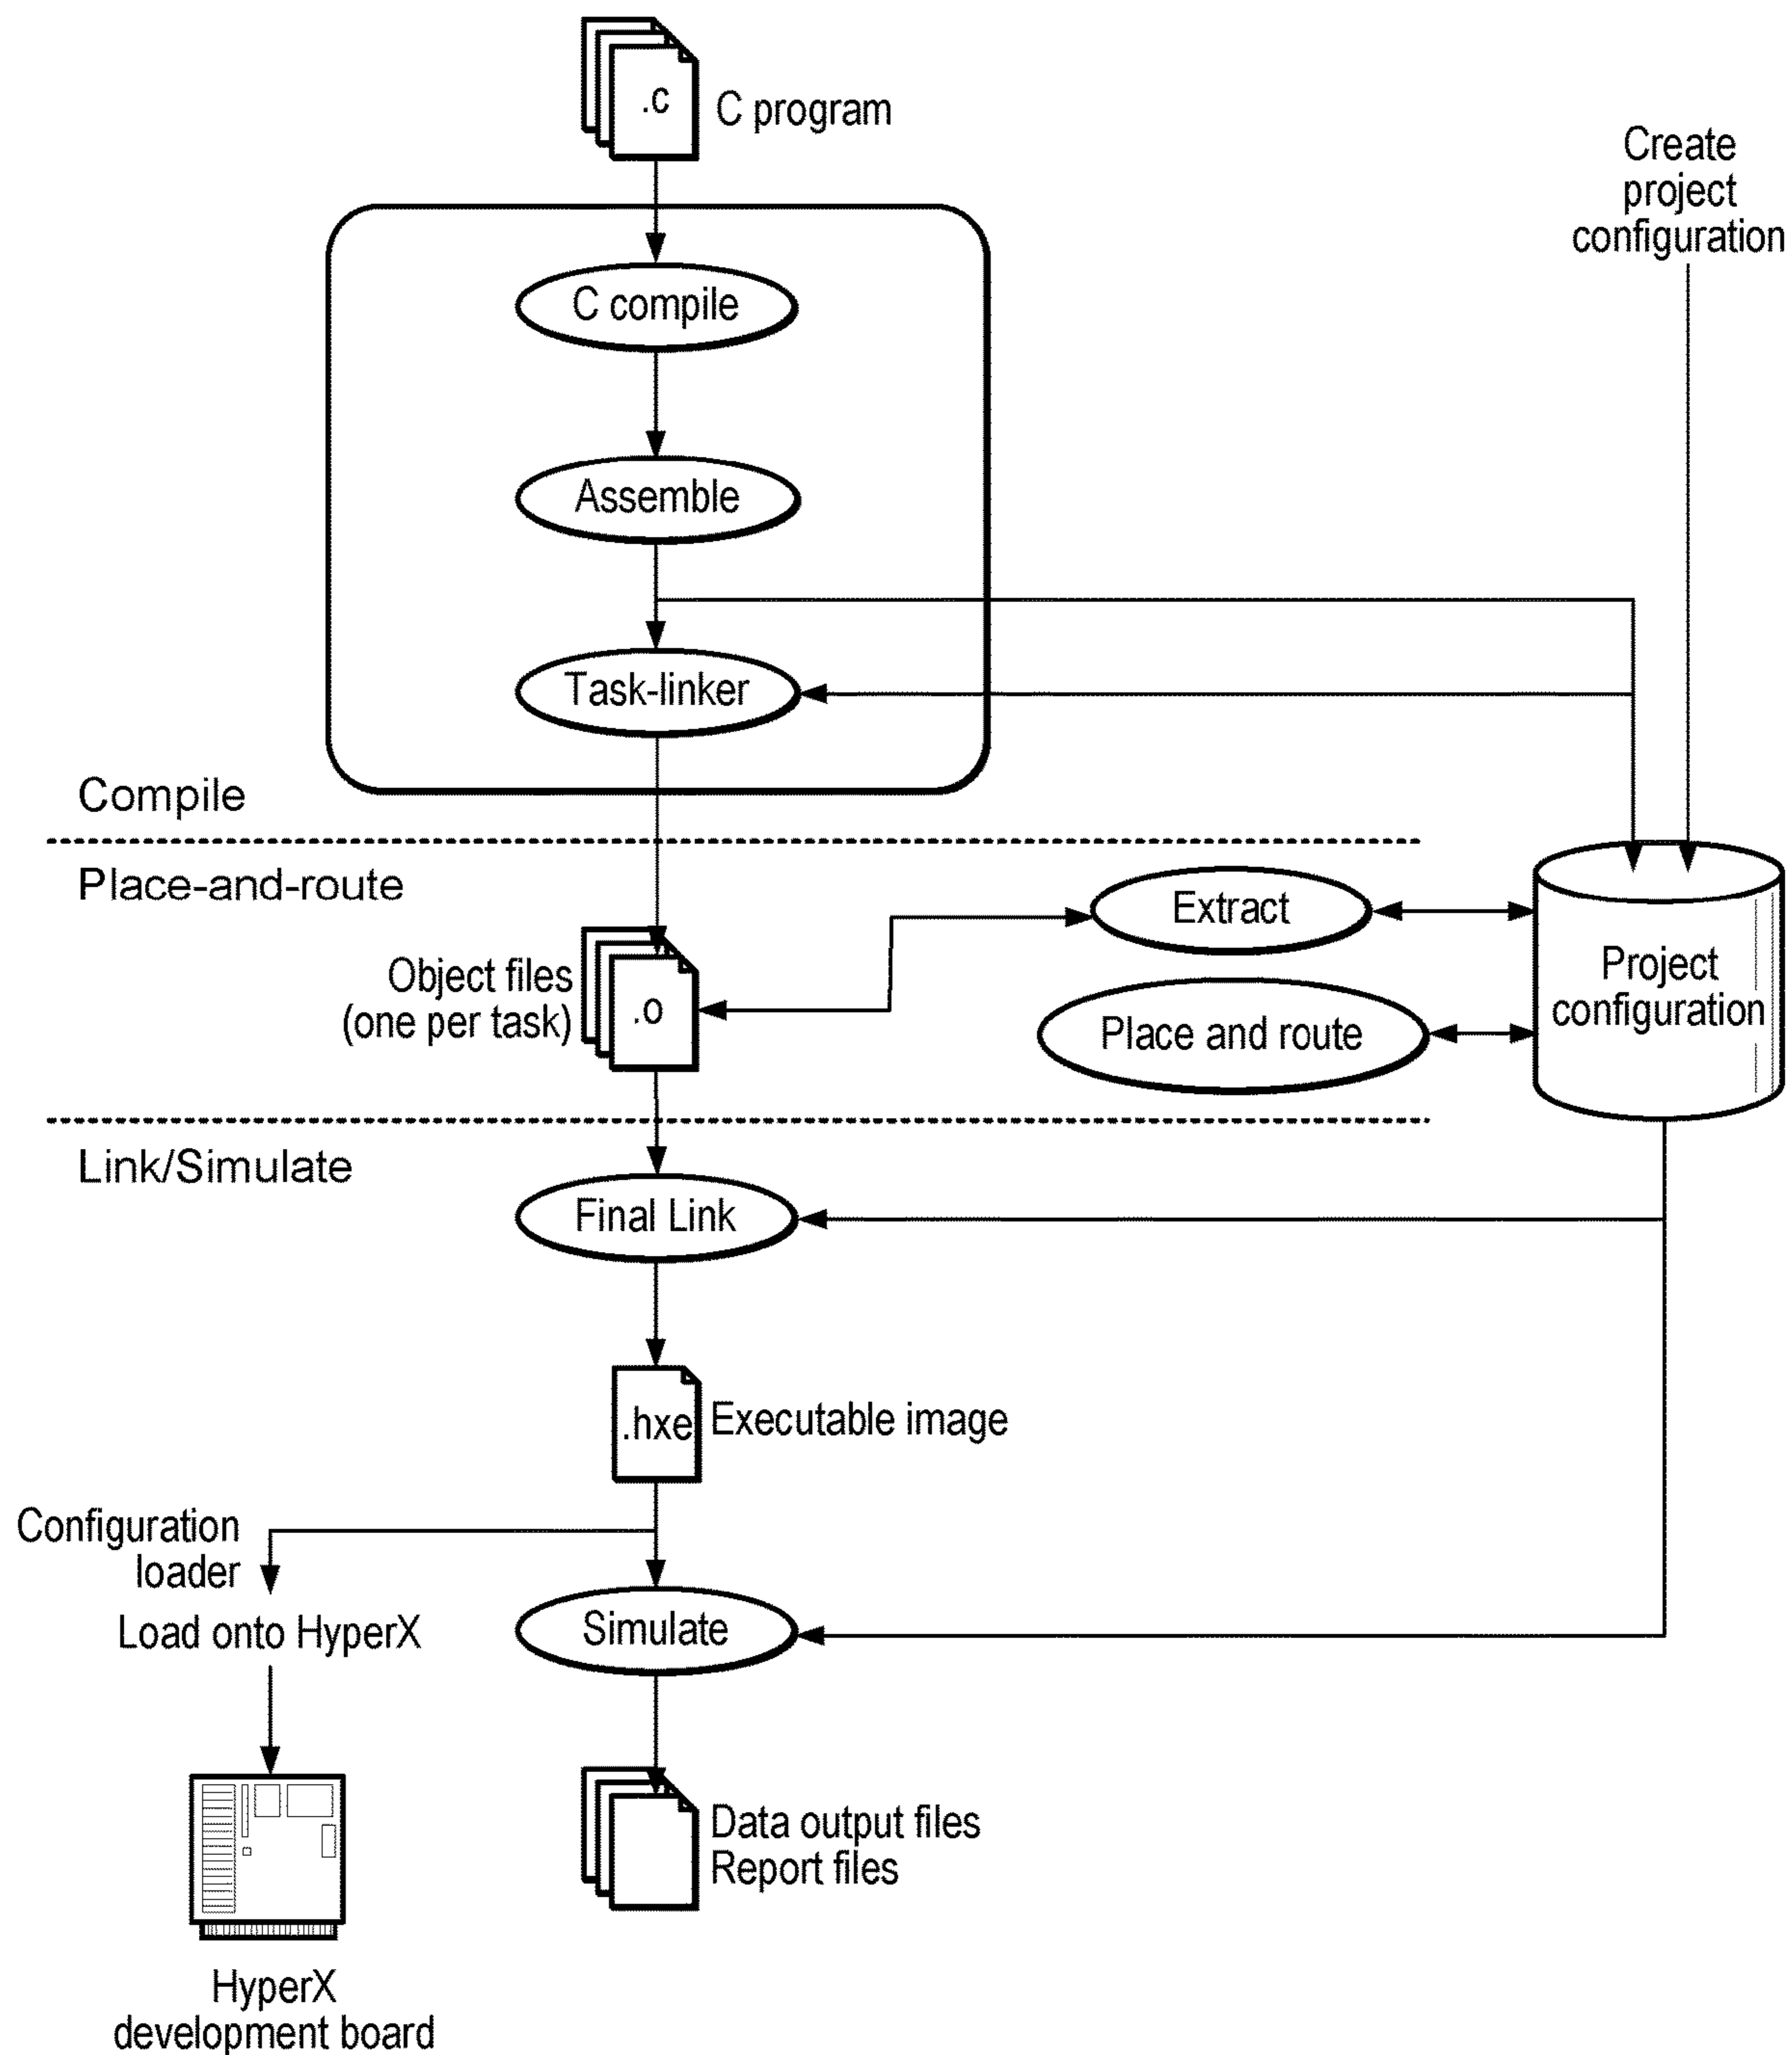 .c
C program
Create
project
configuration
C compile
Assemble
Task-linker
Compile
Place-and-route
Extract
Object files
(one per task)
.o
Place and route
Project
configuration
Link/Simulate
Final Link
.hxe
Executable image
Configuration
loader
Load onto HyperX
Simulate
Data output files
Report files
HyperX
development board